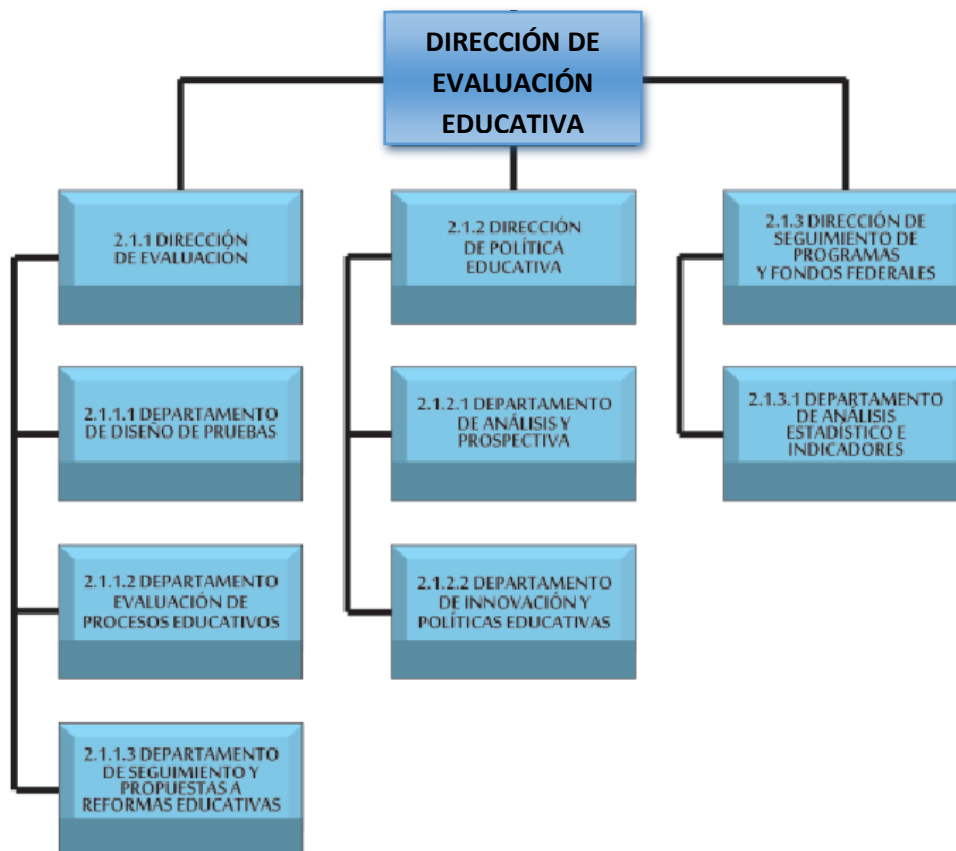 DIRECCIÓN DE
EVALUACIÓN
EDUCATIVA
2.1.1 DIRECCIÓN
DE EVALUACIÓN
2.1.1.1 DEPARTAMENTO
DE DISEÑO DE PRUEBAS
2.1.1.2 DEPARTAMENTO
EVALUACIÓN DE
PROCESOS EDUCATIVOS
2.1.1.3 DEPARTAMENTO
DE SEGUIMIENTO Y
PROPUESTAS A
REFORMAS EDUCATIVAS
2.1.2 DIRECCIÓN
DE POLÍTICA
EDUCATIVA
2.1.2.1 DEPARTAMENTO
DE ANÁLISIS Y
PROSPECTIVA
2.1.2.2 DEPARTAMENTO
DE INNOVACIÓN Y
POLÍTICAS EDUCATIVAS
2.1.3 DIRECCIÓN DE
SEGUIMIENTO DE
PROGRAMAS
Y FONDOS FEDERALES
2.1.3.1 DEPARTAMENTO
DE ANÁLISIS
ESTADÍSTICO E
INDICADORES